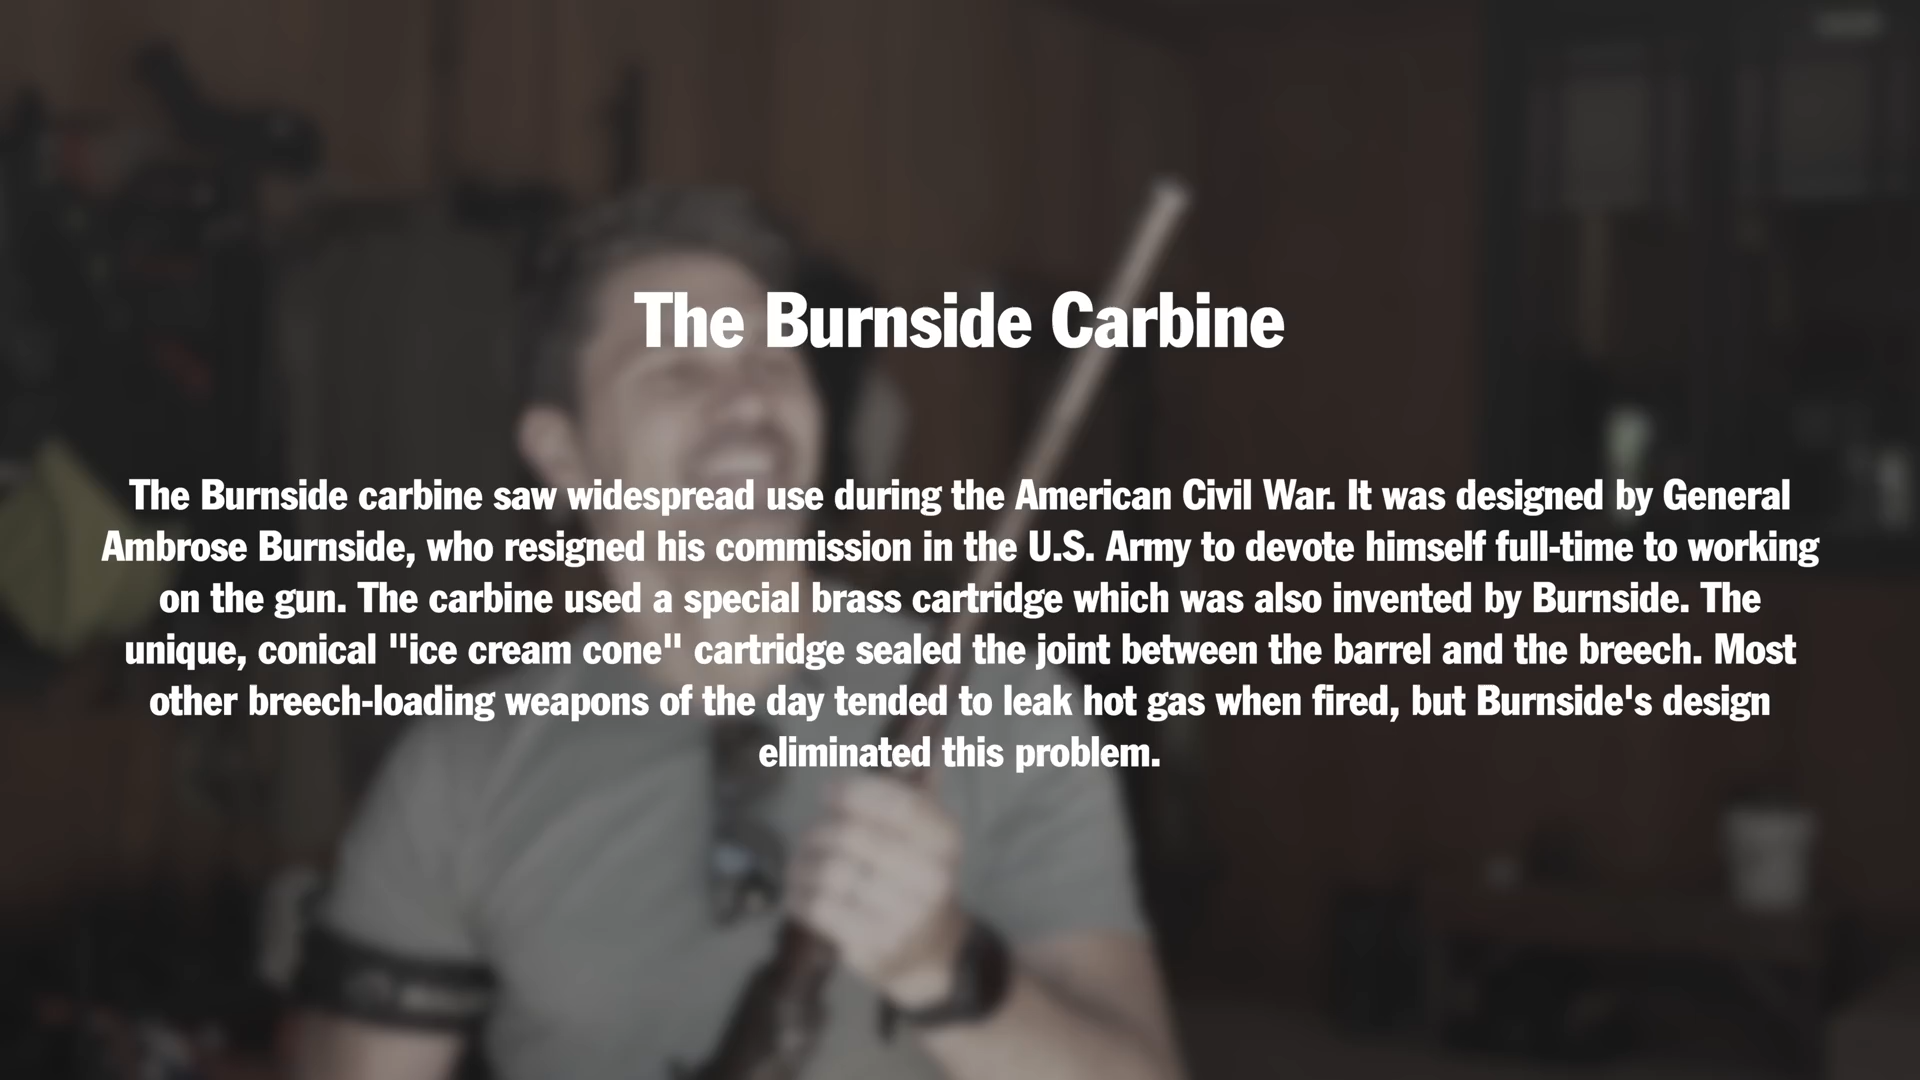 The Burnside Carbine
The Burnside carbine saw widespread use during the American Civil War. It was designed by General
Ambrose Burnside, who resigned his commission in the U.S. Army to devote himself full-time to working
on the gun. The carbine used a special brass cartridge which was also invented by Burnside. The
unique, conical "ice cream cone" cartridge sealed the joint between the barrel and the breech. Most
other breech-loading weapons of the day tended to leak hot gas when fired, but Burnside's design
eliminated this problem.